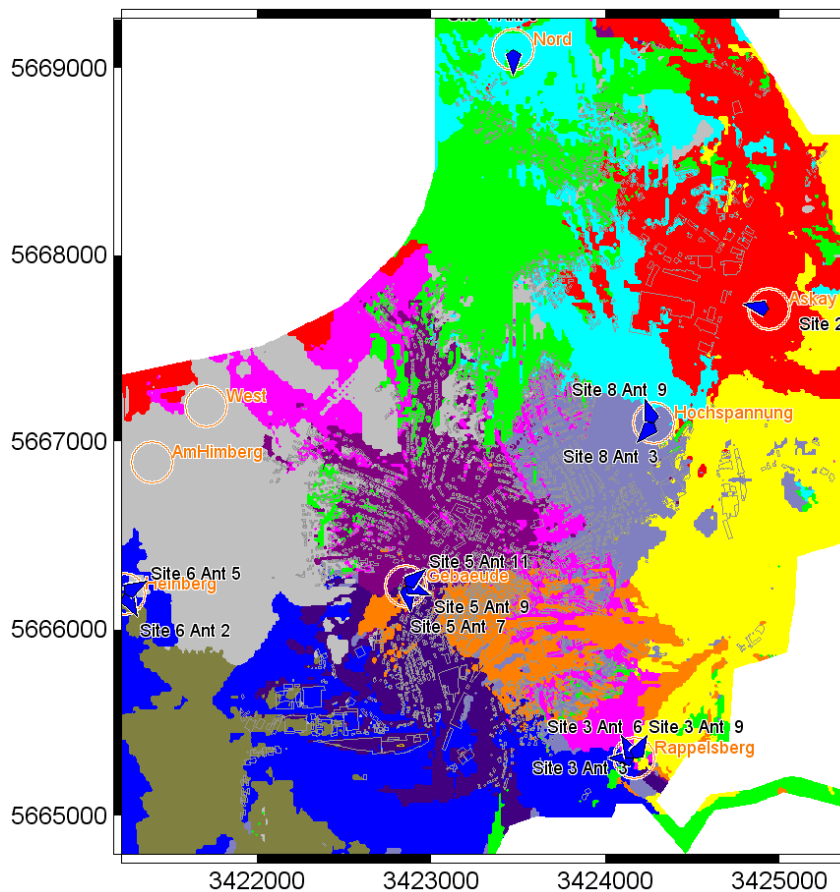 Nord
5669000
5668000
Askay
Site 2
West
Site 8 Ant 9
Hochspannung
5667000
AmHimberg
Site 8 Ant 3
Site 5 Ant 11
Site 6 Ant 5
Gebaeude
Heinberg
Site 5 Ant 9
5666000
Site 6 Ant 2
Site 5 Ant 7
Site 3 Ant 6 Site 3 Ant 9
Rappelsberg
Site 3 Ant 3
5665000
3422000 3423000 3424000 3425000